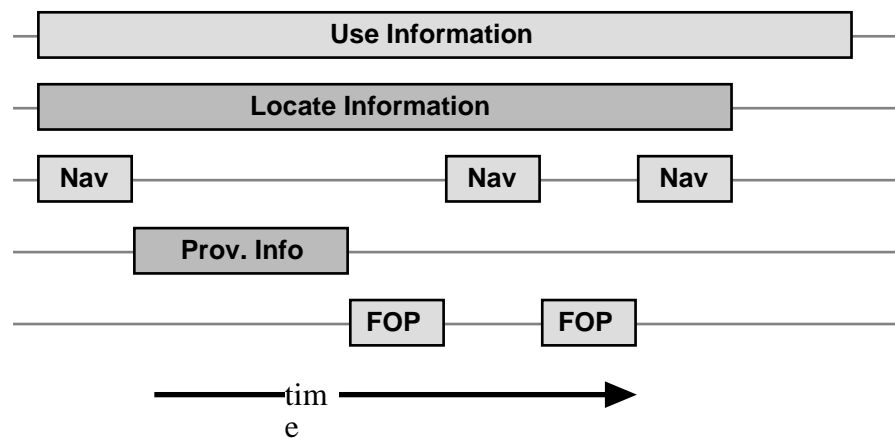 Use Information
Locate Information
Nav Nav Nav
Prov. Info
FOP FOP
tim
e